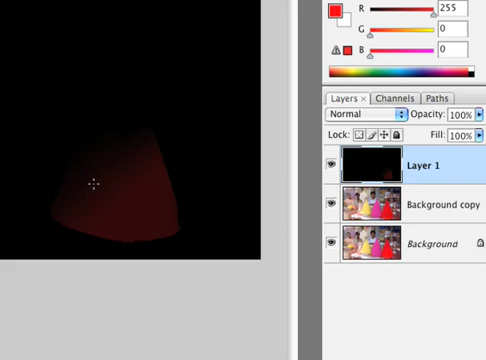 R 255
G 0
B 0
Layers × Channels Paths
Normal Opacity: 100%
Lock: Fill: 100%
Layer 1
Background copy
Background